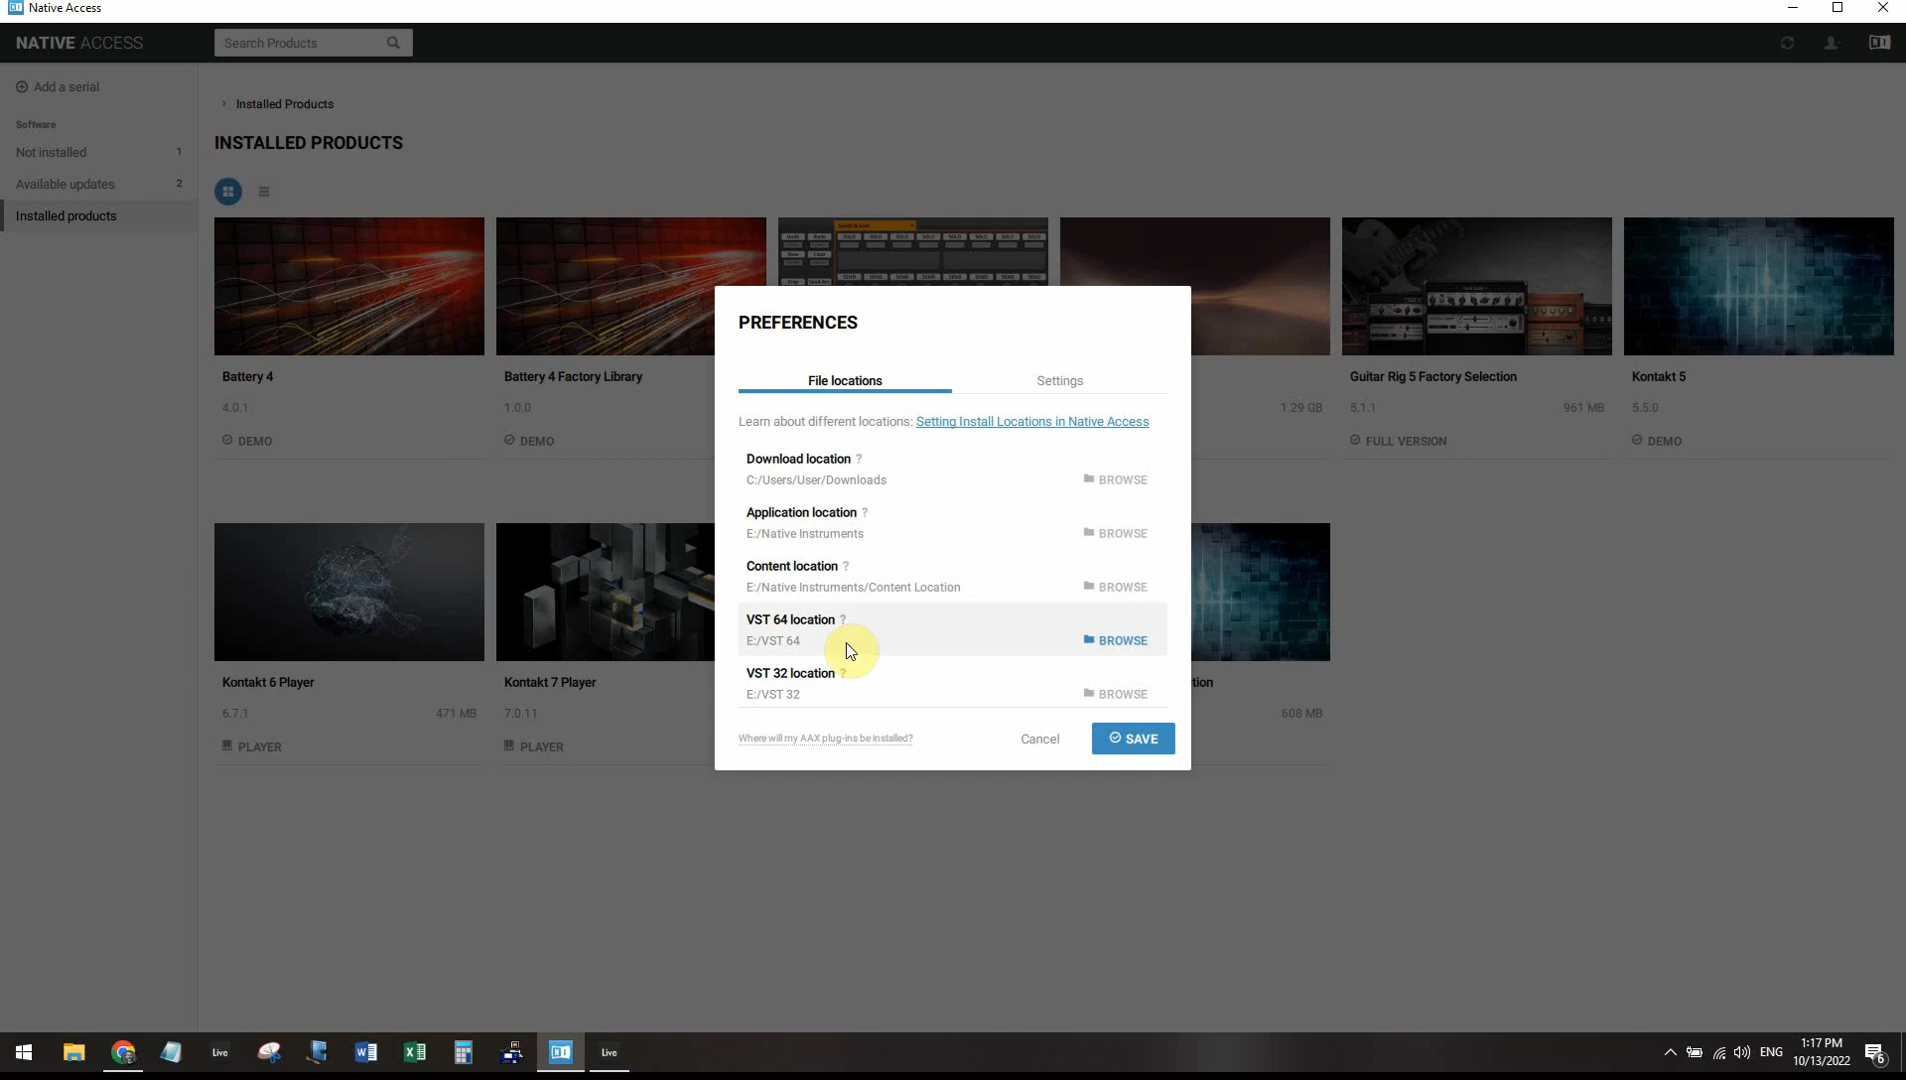 Native Access
NATIVE ACCESS
Search Products
Add a serial
Software
Not installed 1
Available updates 2
Installed products
Installed Products
INSTALLED PRODUCTS
Battery 4
4.0.1
DEMO
Battery 4 Factory Library
1.0.0
DEMO
1.29 GB
Guitar Rig 5 Factory Selection
5.1.1 961 MB
FULL VERSION
Kontakt 5
5.5.0
DEMO
Kontakt 6 Player
6.7.1 471 MB
PLAYER
Kontakt 7 Player
7.0.11
PLAYER
tion
608 MB
PREFERENCES
File locations Settings
Learn about different locations: Setting Install Locations in Native Access
Download location ?
C:/Users/User/Downloads BROWSE
Application location ?
E:/Native Instruments BROWSE
Content location ?
E:/Native Instruments/Content Location BROWSE
VST 64 location ?
E:/VST 64 BROWSE
VST 32 location ?
E:/VST 32 BROWSE
Where will my AAX plug-ins be installed? Cancel SAVE
Live
Live
ENG
1:17 PM
10/13/2022
6